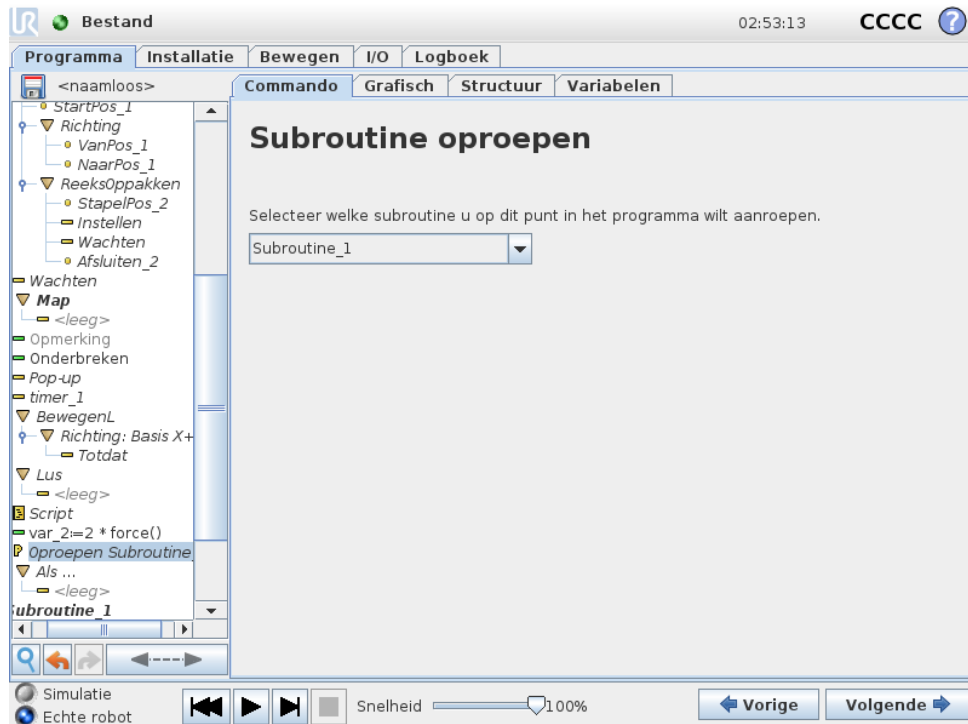 UR Bestand 02:53:13 CCCC ?
Programma Installatie Bewegen I/O Logboek
<naamloos>
Commando Grafisch Structuur Variabelen
StartPos_1
Richting
VanPos_1
NaarPos_1
ReeksOppakken
StapelPos_2
Instellen
Wachten
Afsluiten_2
Wachten
Map
<leeg>
Opmerking
Onderbreken
Pop-up
timer_1
BewegenL
Richting: Basis X+
Totdat
Lus
<leeg>
Script
var_2:=2 * force()
Oproepen Subroutine_
Als ...
<leeg>
Subroutine_1
Subroutine oproepen
Selecteer welke subroutine u op dit punt in het programma wilt aanroepen.
Subroutine_1
Simulatie
Echte robot
Snelheid 100%
Vorige Volgende